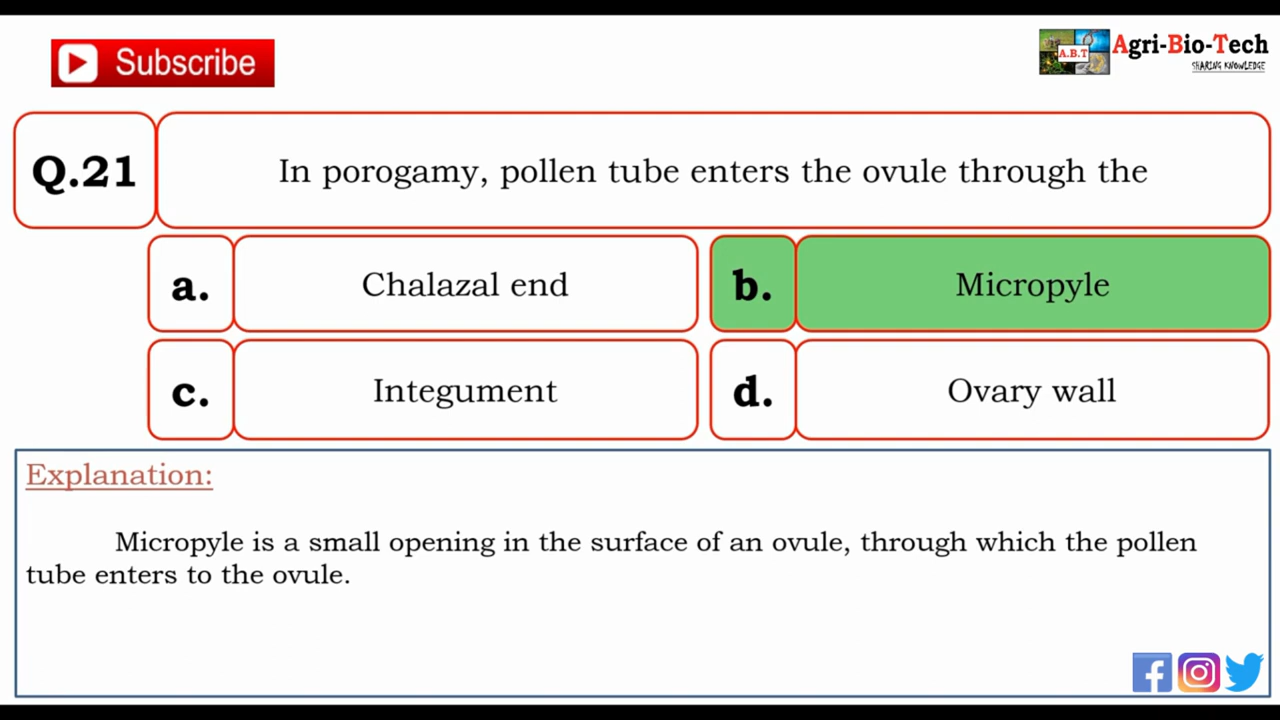 Subscribe
A.B.T
Agri-Bio-Tech
SHARING KNOWLEDGE
Q.21
In porogamy, pollen tube enters the ovule through the
a.
Chalazal end
b.
Micropyle
c.
Integument
d.
Ovary wall
Explanation:
Micropyle is a small opening in the surface of an ovule, through which the pollen
tube enters to the ovule.